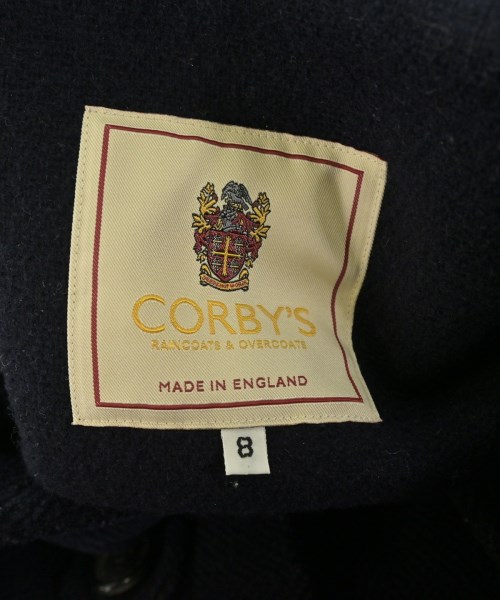 CORBY'S
RAINCOATS & OVERCOATS
MADE IN ENGLAND
8